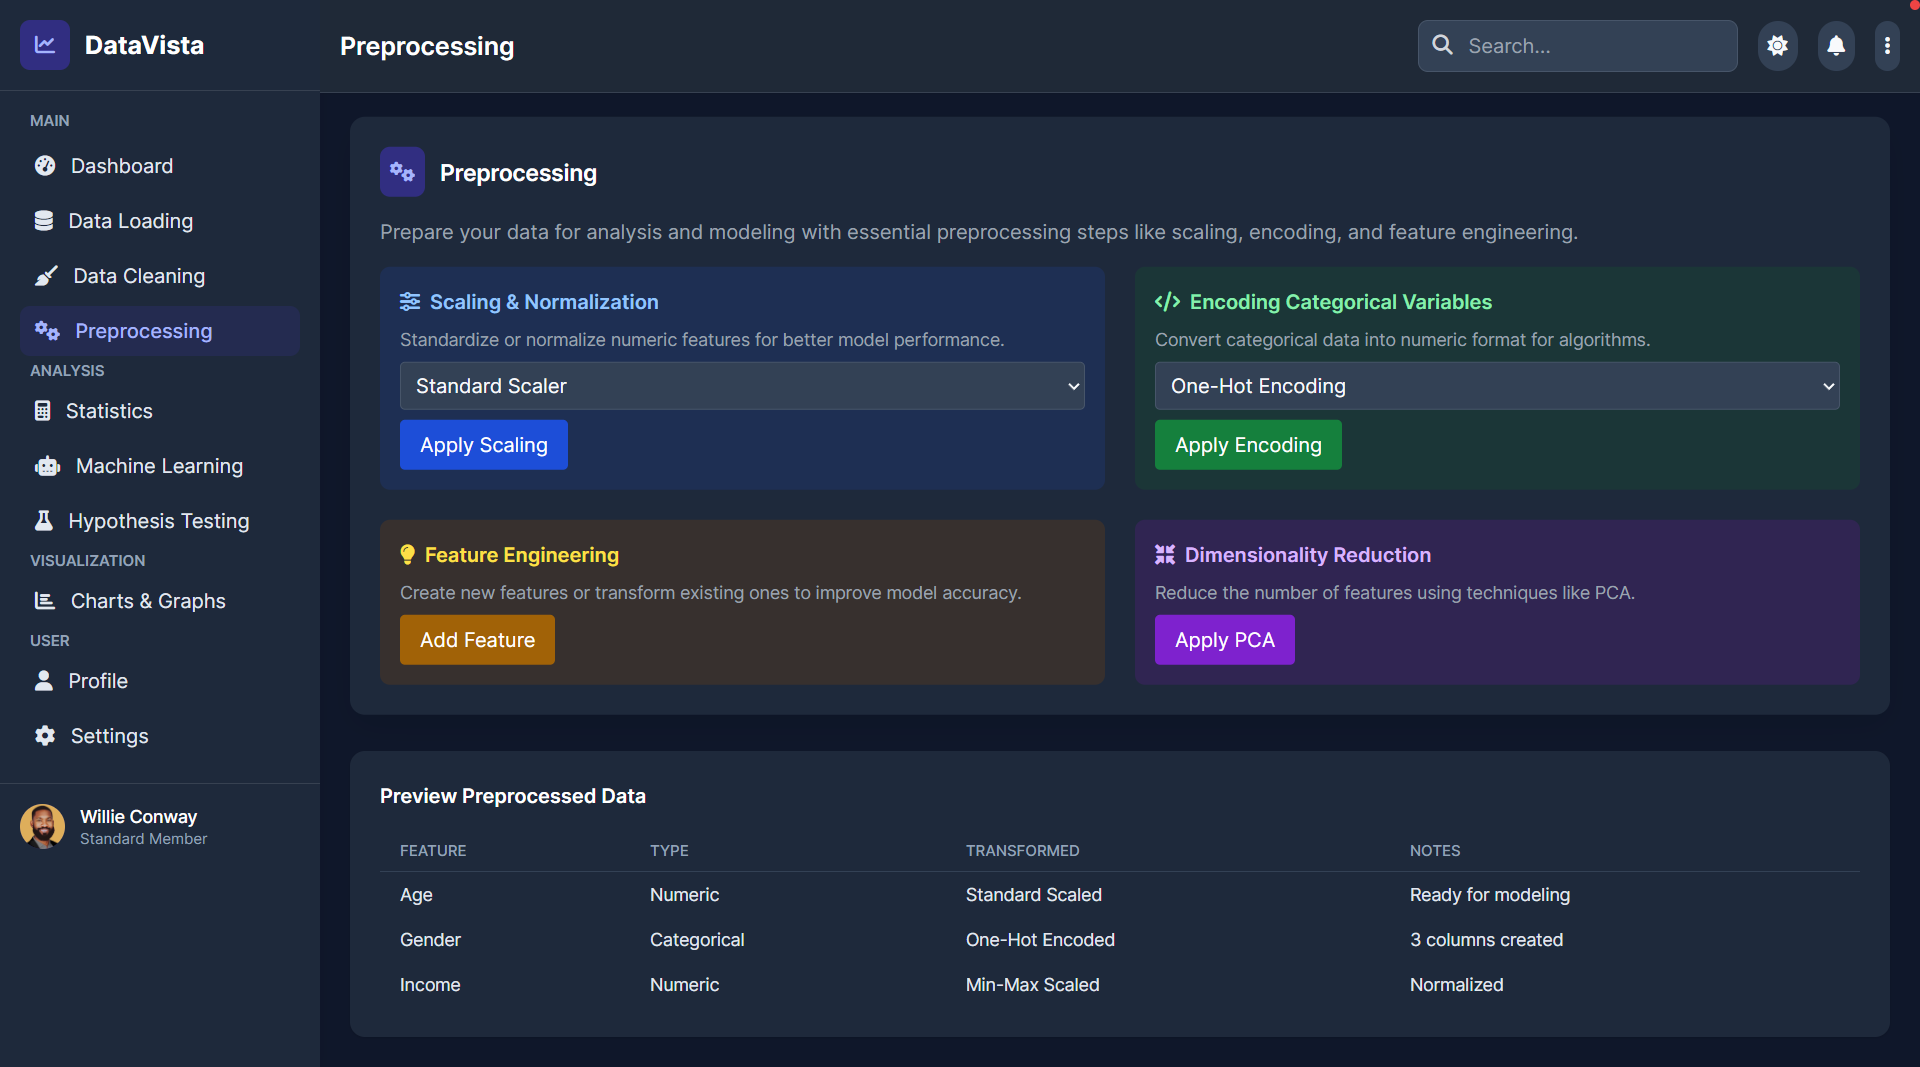 DataVista
Preprocessing
Search...
MAIN
Dashboard
Data Loading
Data Cleaning
Preprocessing
ANALYSIS
Statistics
Machine Learning
Hypothesis Testing
VISUALIZATION
Charts & Graphs
USER
Profile
Settings
Willie Conway
Standard Member
Preprocessing
Prepare your data for analysis and modeling with essential preprocessing steps like scaling, encoding, and feature engineering.
Scaling & Normalization
Standardize or normalize numeric features for better model performance.
Standard Scaler
Apply Scaling
Encoding Categorical Variables
Convert categorical data into numeric format for algorithms.
One-Hot Encoding
Apply Encoding
Feature Engineering
Create new features or transform existing ones to improve model accuracy.
Add Feature
Dimensionality Reduction
Reduce the number of features using techniques like PCA.
Apply PCA
Preview Preprocessed Data
FEATURE TYPE TRANSFORMED NOTES
Age Numeric Standard Scaled Ready for modeling
Gender Categorical One-Hot Encoded 3 columns created
Income Numeric Min-Max Scaled Normalized